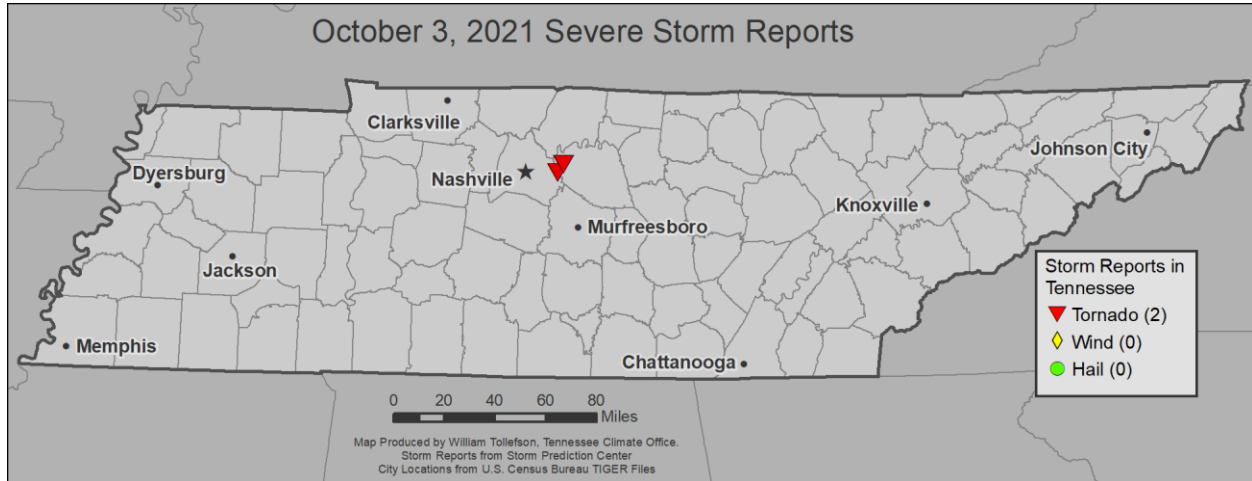 October 3, 2021 Severe Storm Reports
Clarksville
Johnson City
Dyersburg
Nashville
Knoxville
Murfreesboro
Jackson
Storm Reports in
Tennessee
Tornado (2)
Wind (0)
Hail (0)
Memphis
Chattanooga
0 20 40 60 80
Miles
Map Produced by William Tollefson, Tennessee Climate Office.
Storm Reports from Storm Prediction Center
City Locations from U.S. Census Bureau TIGER Files